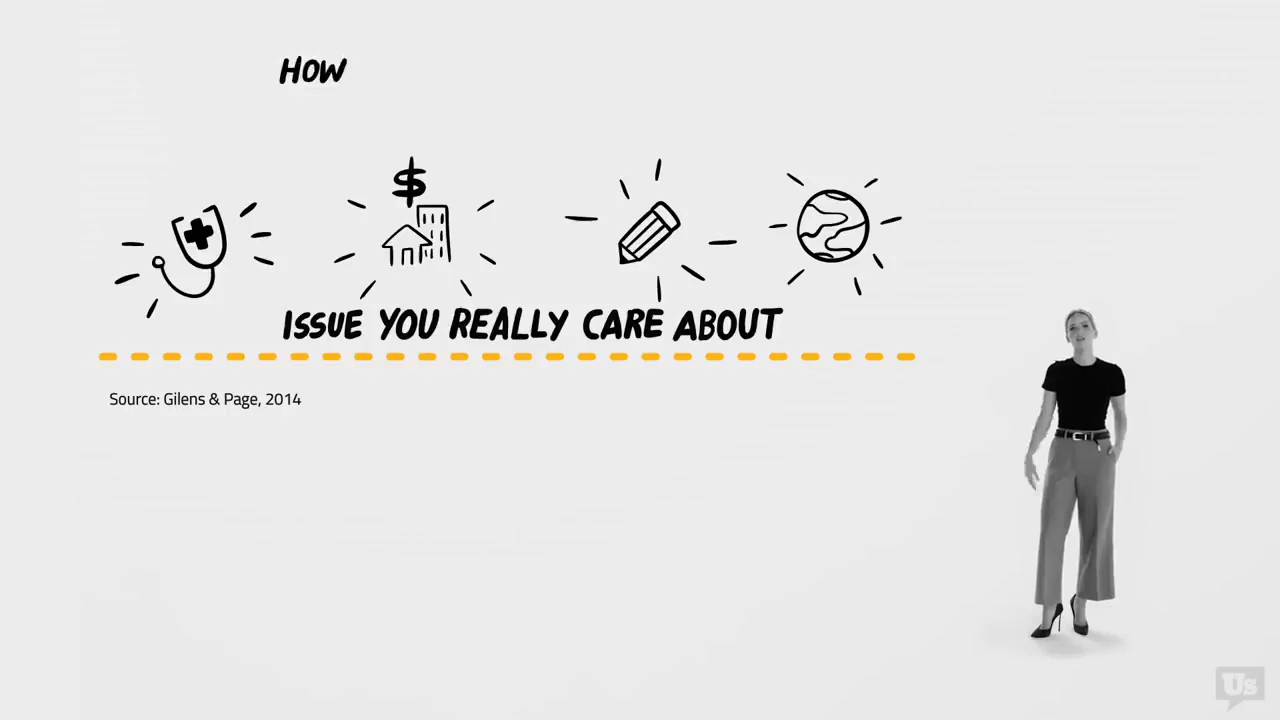 HOW
$
ISSUE YOU REALLY CARE ABOUT
Source: Gilens & Page, 2014
Us